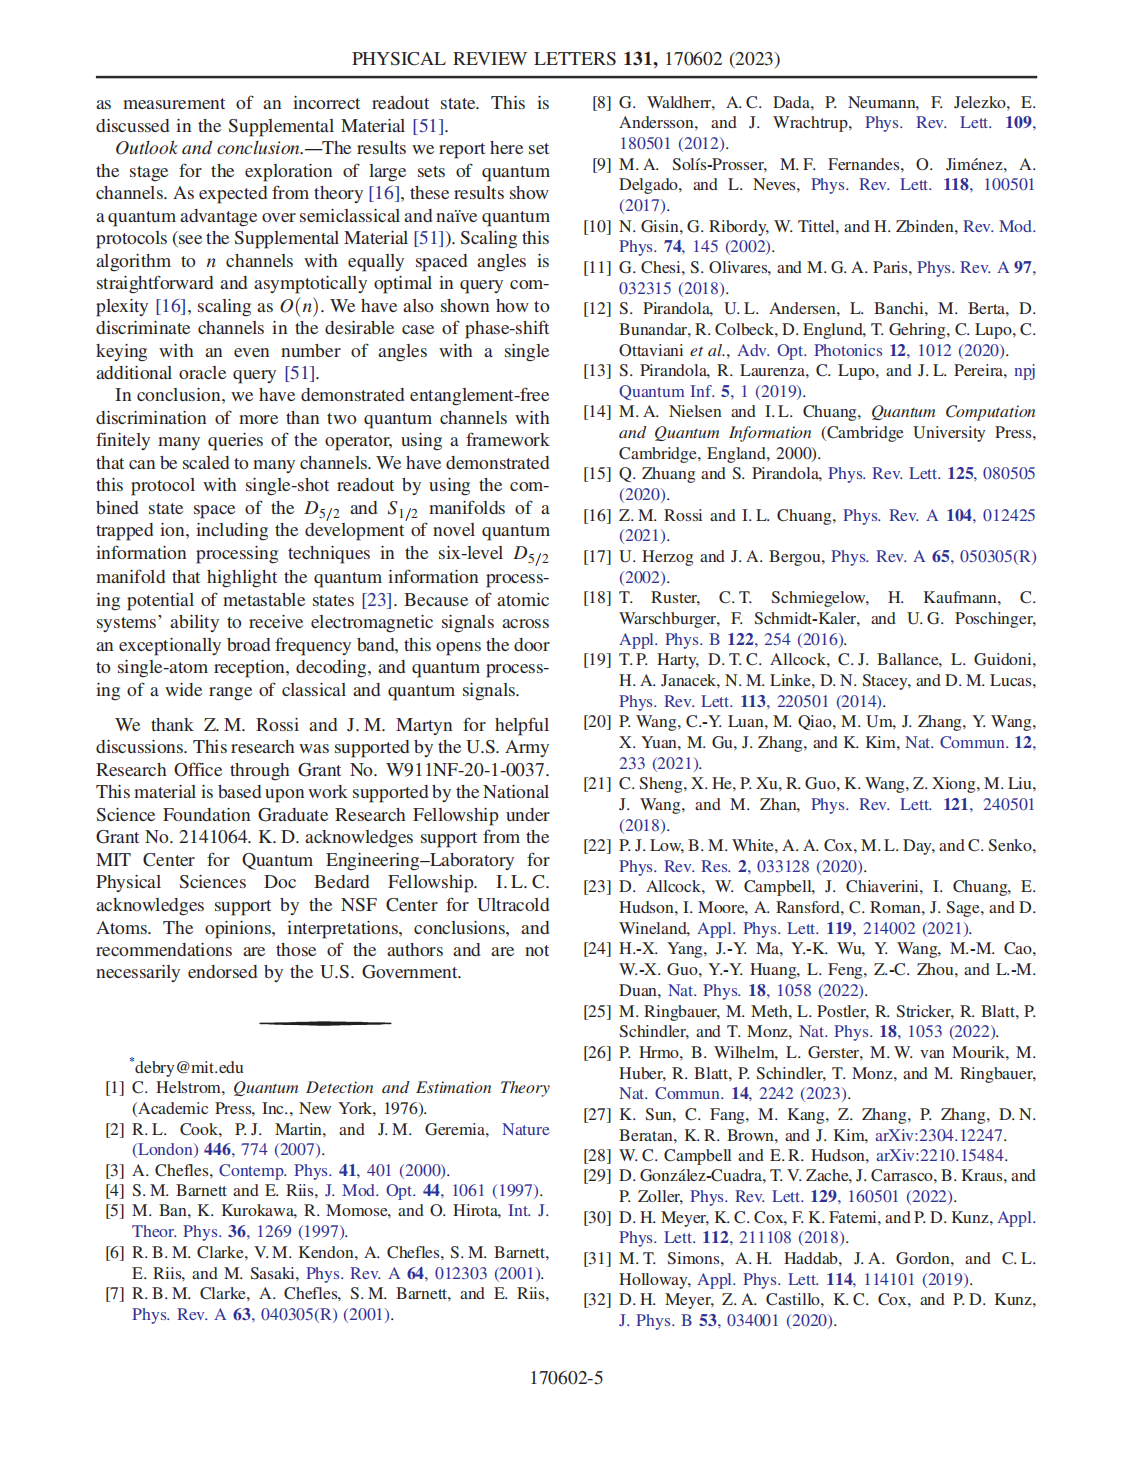 PHYSICAL REVIEW LETTERS 131, 170602 (2023)
as measurement of an incorrect readout state. This is
discussed in the Supplemental Material [51].
Outlook and conclusion.—The results we report here set
the stage for the exploration of large sets of quantum
channels. As expected from theory [16], these results show
a quantum advantage over semiclassical and naïve quantum
protocols (see the Supplemental Material [51]). Scaling this
algorithm to n channels with equally spaced angles is
straightforward and asymptotically optimal in query com-
plexity [16], scaling as O(n). We have also shown how to
discriminate channels in the desirable case of phase-shift
keying with an even number of angles with a single
additional oracle query [51].
In conclusion, we have demonstrated entanglement-free
discrimination of more than two quantum channels with
finitely many queries of the operator, using a framework
that can be scaled to many channels. We have demonstrated
this protocol with single-shot readout by using the com-
bined state space of the D5/2 and S1/2 manifolds of a
trapped ion, including the development of novel quantum
information processing techniques in the six-level D5/2
manifold that highlight the quantum information process-
ing potential of metastable states [23]. Because of atomic
systems' ability to receive electromagnetic signals across
an exceptionally broad frequency band, this opens the door
to single-atom reception, decoding, and quantum process-
ing of a wide range of classical and quantum signals.
We thank Z. M. Rossi and J. M. Martyn for helpful
discussions. This research was supported by the U.S. Army
Research Office through Grant No. W911NF-20-1-0037.
This material is based upon work supported by the National
Science Foundation Graduate Research Fellowship under
Grant No. 2141064. K. D. acknowledges support from the
MIT Center for Quantum Engineering–Laboratory for
Physical Sciences Doc Bedard Fellowship. I. L. C.
acknowledges support by the NSF Center for Ultracold
Atoms. The opinions, interpretations, conclusions, and
recommendations are those of the authors and are not
necessarily endorsed by the U.S. Government.
*debry@mit.edu
[1] C. Helstrom, Quantum Detection and Estimation Theory
(Academic Press, Inc., New York, 1976).
[2] R. L. Cook, P. J. Martin, and J. M. Geremia, Nature
(London) 446, 774 (2007).
[3] A. Chefles, Contemp. Phys. 41, 401 (2000).
[4] S. M. Barnett and E. Riis, J. Mod. Opt. 44, 1061 (1997).
[5] M. Ban, K. Kurokawa, R. Momose, and O. Hirota, Int. J.
Theor. Phys. 36, 1269 (1997).
[6] R. B. M. Clarke, V. M. Kendon, A. Chefles, S. M. Barnett,
E. Riis, and M. Sasaki, Phys. Rev. A 64, 012303 (2001).
[7] R. B. M. Clarke, A. Chefles, S. M. Barnett, and E. Riis,
Phys. Rev. A 63, 040305(R) (2001).
[8] G. Waldherr, A. C. Dada, P. Neumann, F. Jelezko, E.
Andersson, and J. Wrachtrup, Phys. Rev. Lett. 109,
180501 (2012).
[9] M. A. Solís-Prosser, M. F. Fernandes, O. Jiménez, A.
Delgado, and L. Neves, Phys. Rev. Lett. 118, 100501
(2017).
[10] N. Gisin, G. Ribordy, W. Tittel, and H. Zbinden, Rev. Mod.
Phys. 74, 145 (2002).
[11] G. Chesi, S. Olivares, and M. G. A. Paris, Phys. Rev. A 97,
032315 (2018).
[12] S. Pirandola, U. L. Andersen, L. Banchi, M. Berta, D.
Bunandar, R. Colbeck, D. Englund, T. Gehring, C. Lupo, C.
Ottaviani et al., Adv. Opt. Photonics 12, 1012 (2020).
[13] S. Pirandola, R. Laurenza, C. Lupo, and J. L. Pereira, npj
Quantum Inf. 5, 1 (2019).
[14] M. A. Nielsen and I. L. Chuang, Quantum Computation
and Quantum Information (Cambridge University Press,
Cambridge, England, 2000).
[15] Q. Zhuang and S. Pirandola, Phys. Rev. Lett. 125, 080505
(2020).
[16] Z. M. Rossi and I. L. Chuang, Phys. Rev. A 104, 012425
(2021).
[17] U. Herzog and J. A. Bergou, Phys. Rev. A 65, 050305(R)
(2002).
[18] T. Ruster, C. T. Schmiegelow, H. Kaufmann, C.
Warschburger, F. Schmidt-Kaler, and U. G. Poschinger,
Appl. Phys. B 122, 254 (2016).
[19] T. P. Harty, D. T. C. Allcock, C. J. Ballance, L. Guidoni,
H. A. Janacek, N. M. Linke, D. N. Stacey, and D. M. Lucas,
Phys. Rev. Lett. 113, 220501 (2014).
[20] P. Wang, C.-Y. Luan, M. Qiao, M. Um, J. Zhang, Y. Wang,
X. Yuan, M. Gu, J. Zhang, and K. Kim, Nat. Commun. 12,
233 (2021).
[21] C. Sheng, X. He, P. Xu, R. Guo, K. Wang, Z. Xiong, M. Liu,
J. Wang, and M. Zhan, Phys. Rev. Lett. 121, 240501
(2018).
[22] P. J. Low, B. M. White, A. A. Cox, M. L. Day, and C. Senko,
Phys. Rev. Res. 2, 033128 (2020).
[23] D. Allcock, W. Campbell, J. Chiaverini, I. Chuang, E.
Hudson, I. Moore, A. Ransford, C. Roman, J. Sage, and D.
Wineland, Appl. Phys. Lett. 119, 214002 (2021).
[24] H.-X. Yang, J.-Y. Ma, Y.-K. Wu, Y. Wang, M.-M. Cao,
W.-X. Guo, Y.-Y. Huang, L. Feng, Z.-C. Zhou, and L.-M.
Duan, Nat. Phys. 18, 1058 (2022).
[25] M. Ringbauer, M. Meth, L. Postler, R. Stricker, R. Blatt, P.
Schindler, and T. Monz, Nat. Phys. 18, 1053 (2022).
[26] P. Hrmo, B. Wilhelm, L. Gerster, M. W. van Mourik, M.
Huber, R. Blatt, P. Schindler, T. Monz, and M. Ringbauer,
Nat. Commun. 14, 2242 (2023).
[27] K. Sun, C. Fang, M. Kang, Z. Zhang, P. Zhang, D. N.
Beratan, K. R. Brown, and J. Kim, arXiv:2304.12247.
[28] W. C. Campbell and E. R. Hudson, arXiv:2210.15484.
[29] D. González-Cuadra, T. V. Zache, J. Carrasco, B. Kraus, and
P. Zoller, Phys. Rev. Lett. 129, 160501 (2022).
[30] D. H. Meyer, K. C. Cox, F. K. Fatemi, and P. D. Kunz, Appl.
Phys. Lett. 112, 211108 (2018).
[31] M. T. Simons, A. H. Haddab, J. A. Gordon, and C. L.
Holloway, Appl. Phys. Lett. 114, 114101 (2019).
[32] D. H. Meyer, Z. A. Castillo, K. C. Cox, and P. D. Kunz,
J. Phys. B 53, 034001 (2020).
170602-5